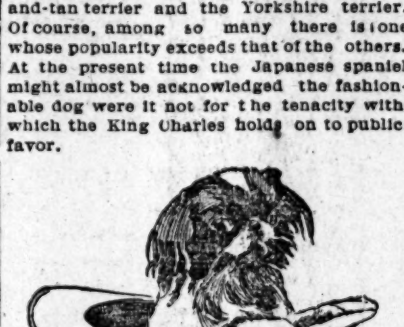 and-tan terrier and the Yorkshire terrier.
Of course, among so many there is one
whose popularity exceeds that of the others.
At the present time the Japanese spaniel
might almost be acknowledged the fashion-
able dog were it not for the tenacity with
which the King Charles holds on to public
favor.